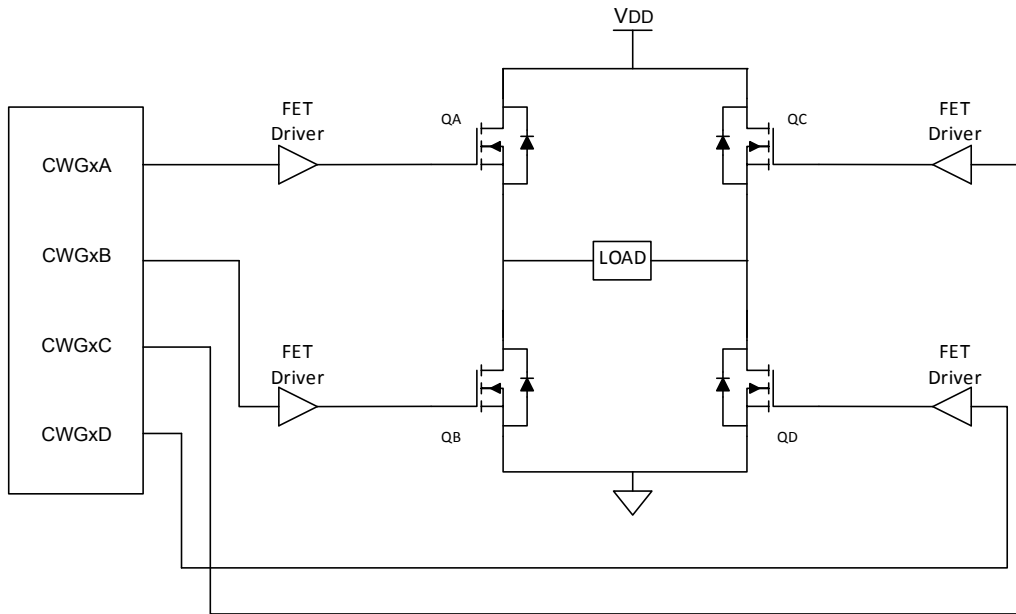 VDD
FET
Driver
QA
QC
FET
Driver
CWGxA
CWGxB
LOAD
CWGxC
FET
Driver
FET
Driver
CWGxD
QB
QD